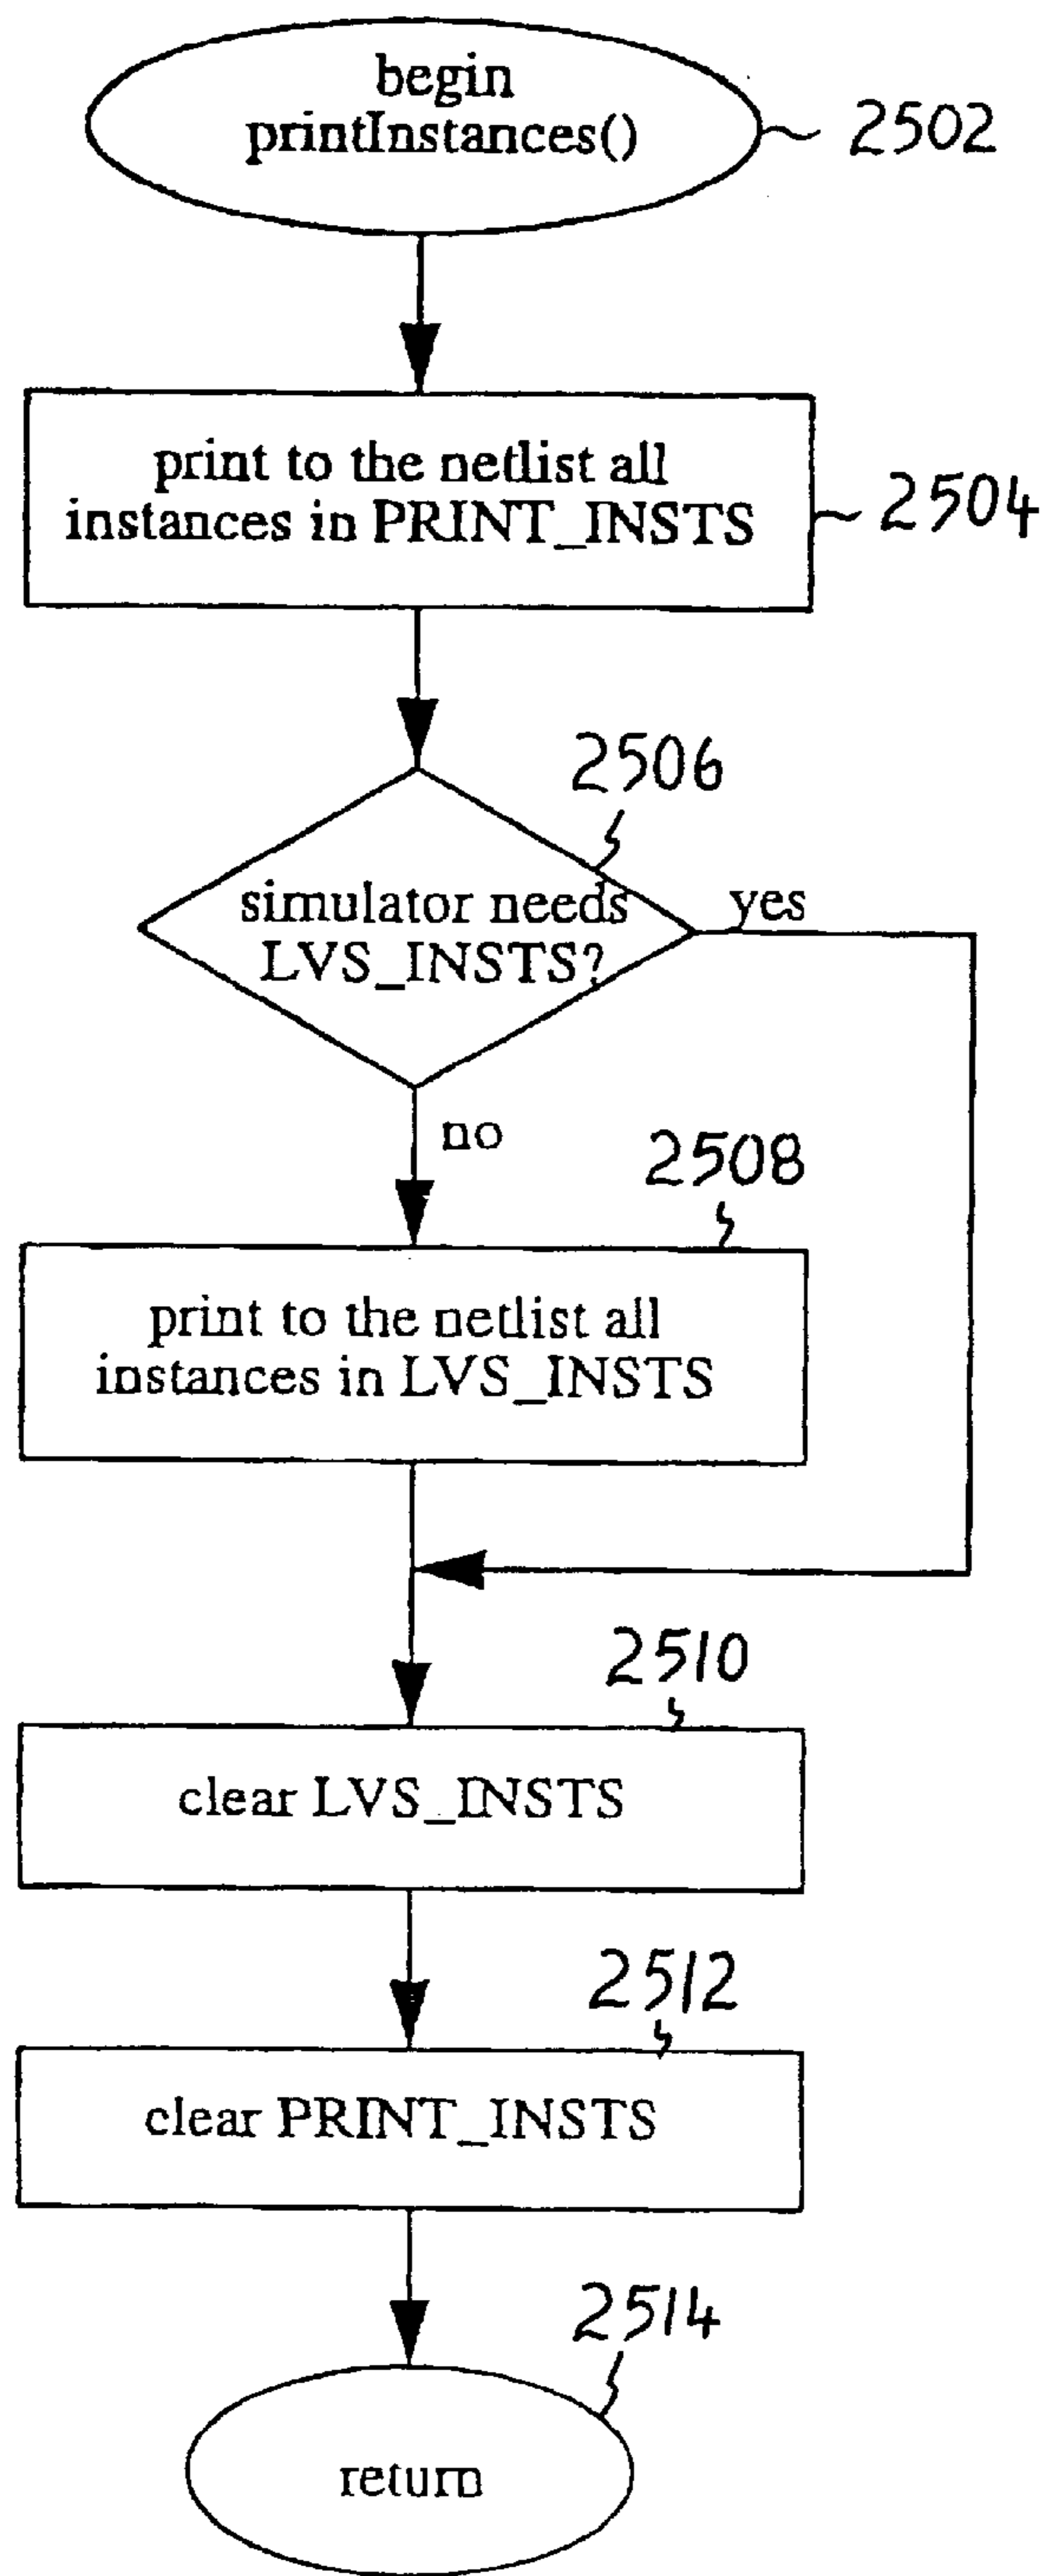 begin
printInstances()
2502
print to the netlist all
instances in PRINT_INSTS
2504
2506
simulator needs
LVS_INSTS?
yes
no
2508
print to the netlist all
instances in LVS_INSTS
2510
clear LVS_INSTS
2512
clear PRINT_INSTS
2514
return